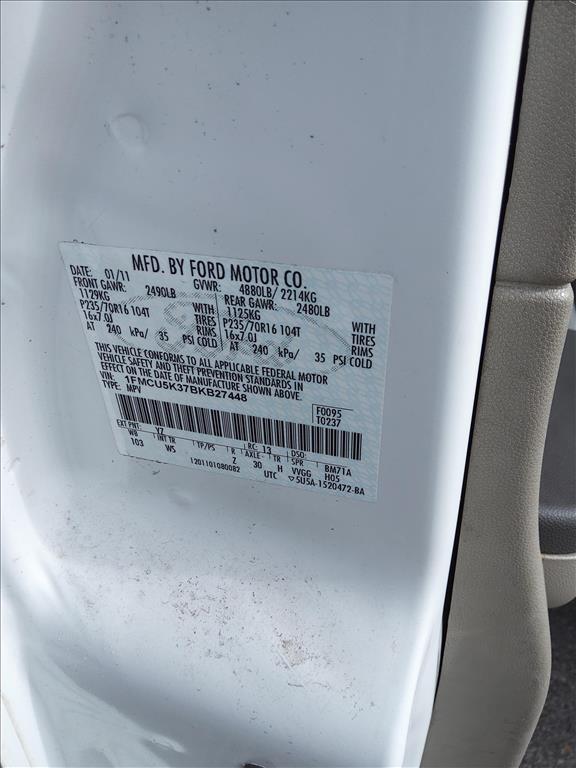 MFD. BY FORD MOTOR CO.
DATE: 01/11 GVWR: 4880LB/ 2214KG
FRONT GAWR: 2490LB REAR GAWR: 2480LB
1129KG WITH 1125KG WITH
P235/70R16 104T TIRES P235/70R16 104T TIRES
16x7.0J RIMS 16x7.0J RIMS
AT 240 kPa/ 35 PSI COLD AT 240 kPa/ 35 PSI COLD
THIS VEHICLE CONFORMS TO ALL APPLICABLE FEDERAL MOTOR
VEHICLE SAFETY AND THEFT PREVENTION STANDARDS IN
EFFECT ON THE DATE OF MANUFACTURE SHOWN ABOVE.
VIN: 1FMCU5K37BKB27448
TYPE: MPV
F0095
T0237
EXT PNT: YZ RC: 13 DSO:
WB INT TR TP/PS R AXLE TR SPR BM71A
103 WS Z 30 H VVGG H05
1201101080082 UTC ▽5U5A-1520472-BA
Ford